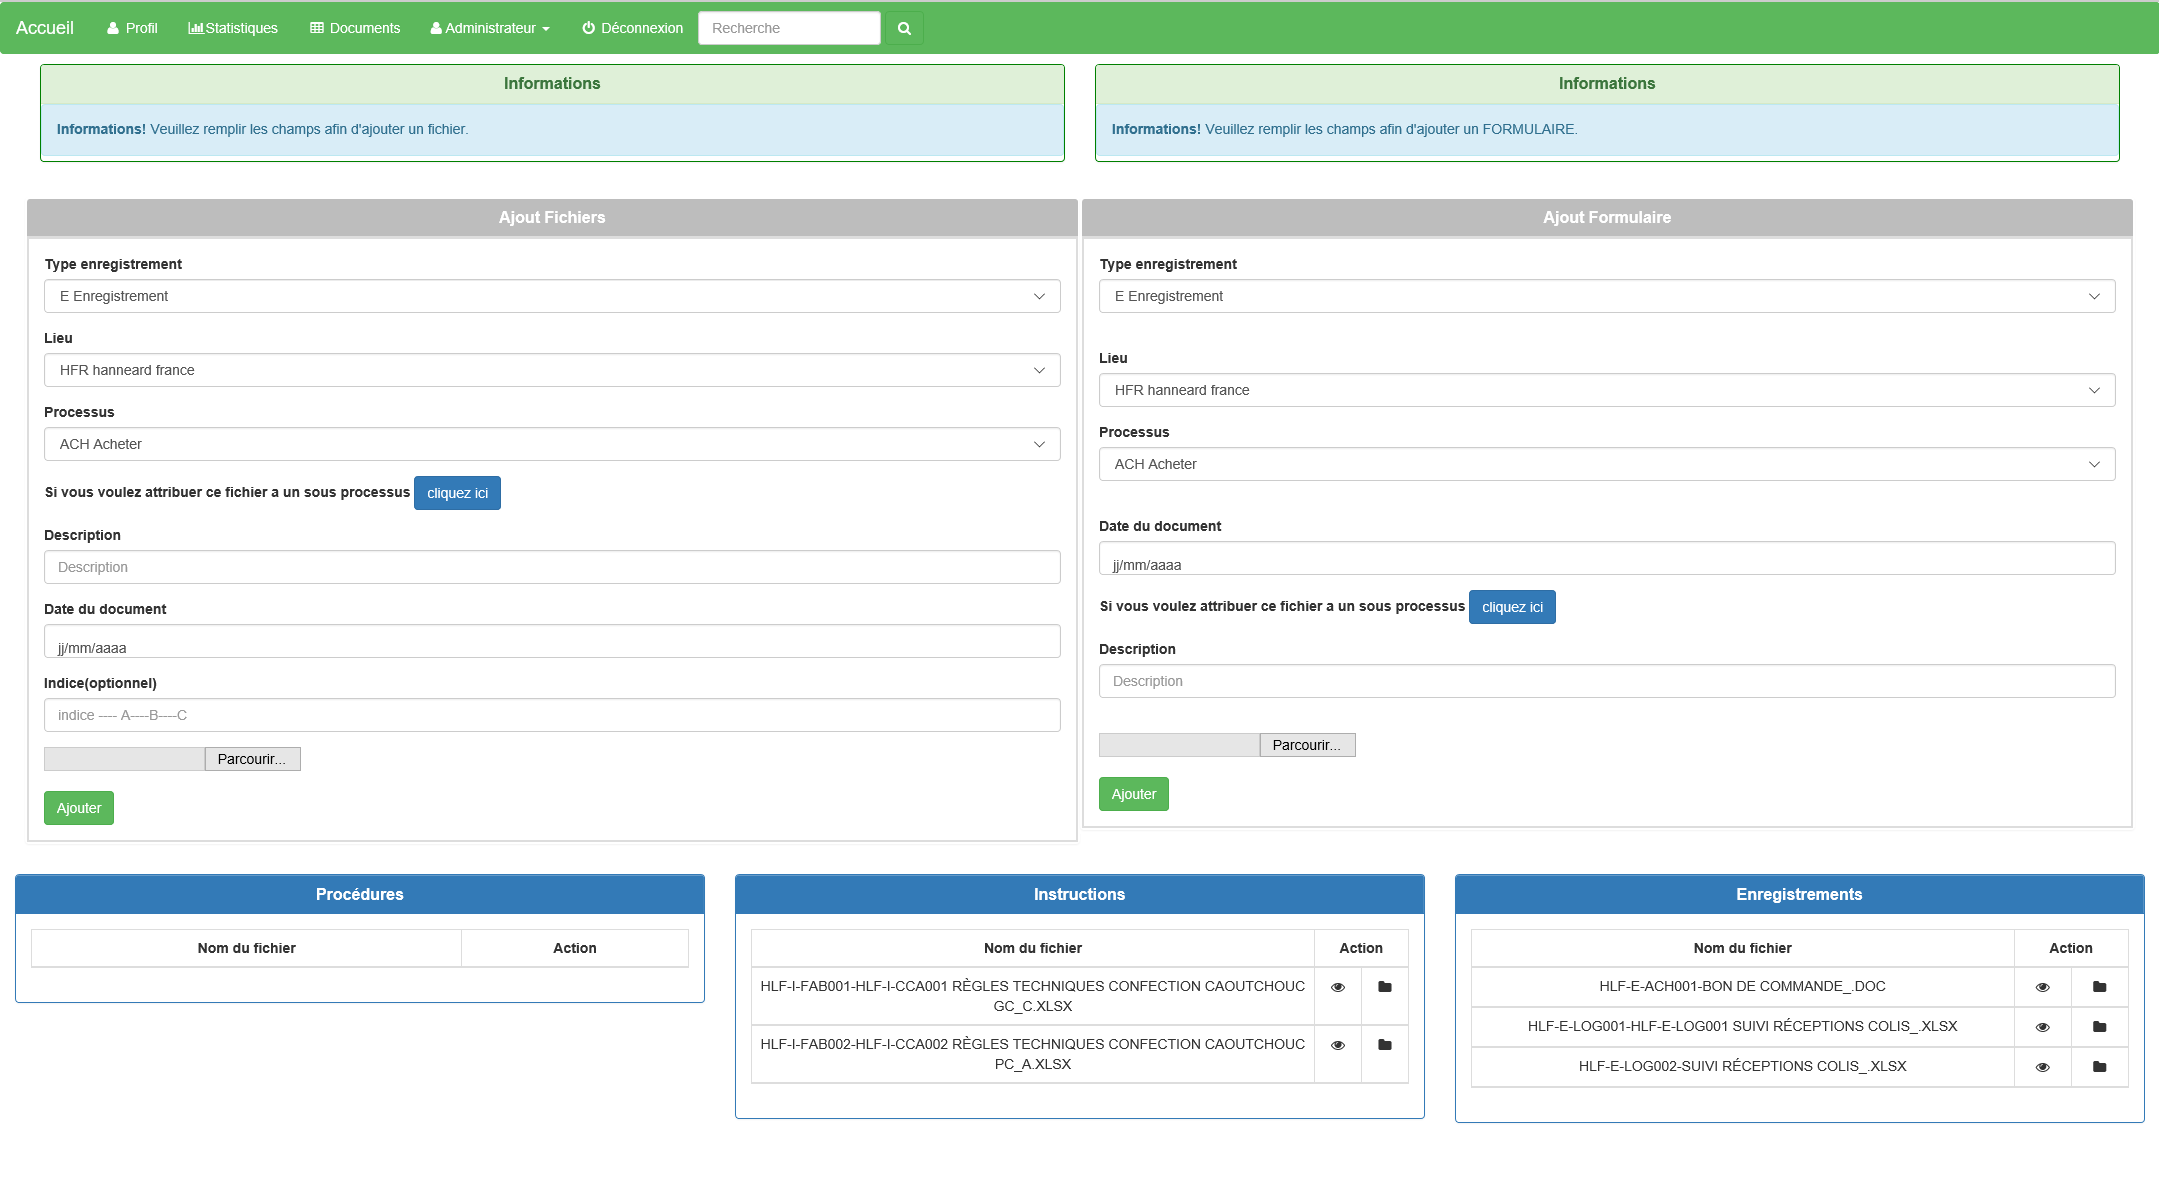 Accueil Profil Statistiques Documents Administrateur Déconnexion Recherche
Informations
Informations! Veuillez remplir les champs afin d'ajouter un fichier.
Informations
Informations! Veuillez remplir les champs afin d'ajouter un FORMULAIRE.
Ajout Fichiers
Type enregistrement
E Enregistrement
Lieu
HFR hanneard france
Processus
ACH Acheter
Si vous voulez attribuer ce fichier a un sous processus cliquez ici
Description
Description
Date du document
jj/mm/aaaa
Indice(optionnel)
indice ---- A----B----C
Parcourir...
Ajouter
Ajout Formulaire
Type enregistrement
E Enregistrement
Lieu
HFR hanneard france
Processus
ACH Acheter
Date du document
jj/mm/aaaa
Si vous voulez attribuer ce fichier a un sous processus cliquez ici
Description
Description
Parcourir...
Ajouter
Procédures
Nom du fichier Action
Instructions
Nom du fichier Action
HLF-I-FAB001-HLF-I-CCA001 RÈGLES TECHNIQUES CONFECTION CAOUTCHOUC
GC_C.XLSX
HLF-I-FAB002-HLF-I-CCA002 RÈGLES TECHNIQUES CONFECTION CAOUTCHOUC
PC_A.XLSX
Enregistrements
Nom du fichier Action
HLF-E-ACH001-BON DE COMMANDE_.DOC
HLF-E-LOG001-HLF-E-LOG001 SUIVI RÉCEPTIONS COLIS_.XLSX
HLF-E-LOG002-SUIVI RÉCEPTIONS COLIS_.XLSX